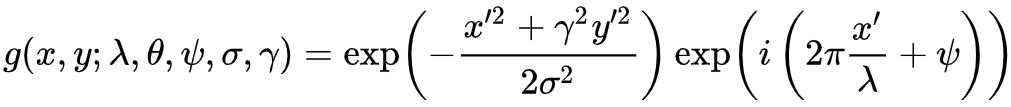 g(x, y; λ, θ, ψ, σ, γ) = exp(−(x′² + γ²y′²)/(2σ²)) exp(i(2π x′/λ + ψ))